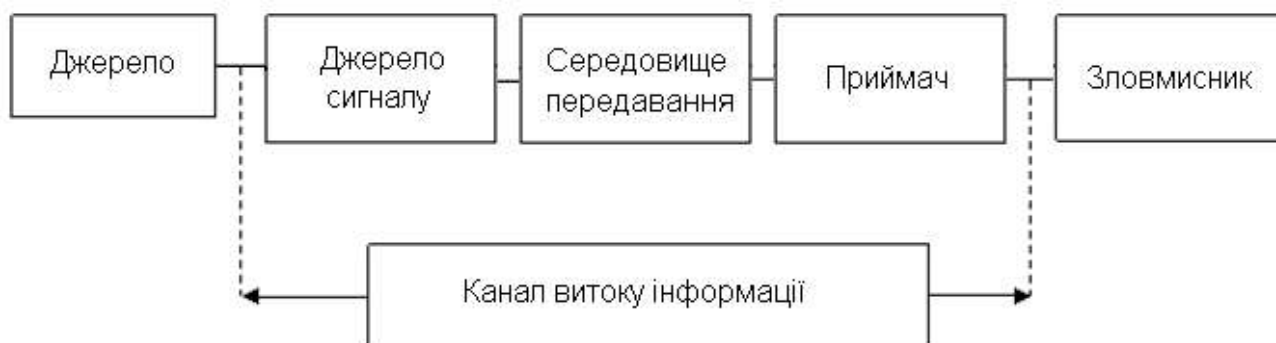 Джерело
Джерело
сигналу
Середовище
передавання
Приймач
Зловмисник
Канал витоку інформації